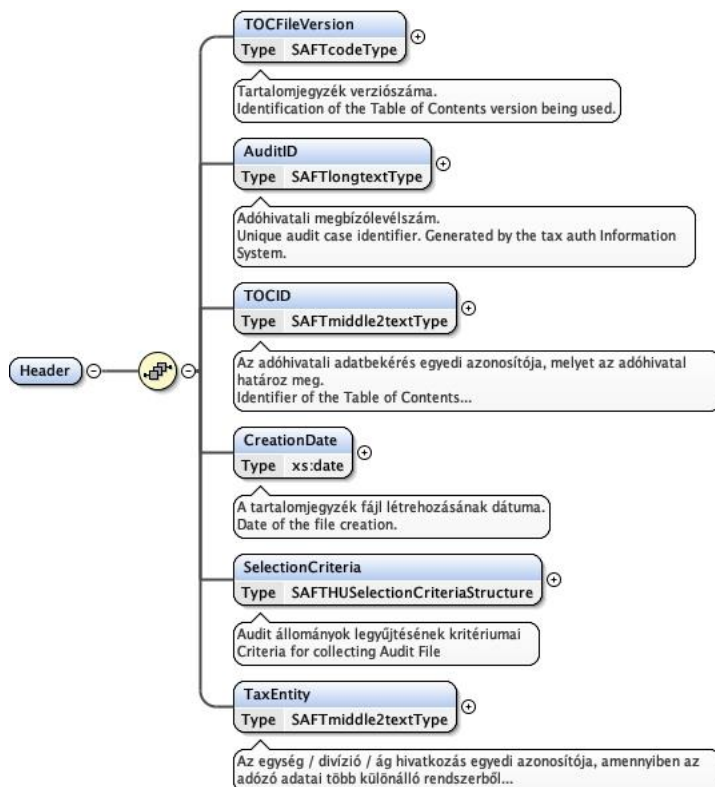 TOCFileVersion
Type SAFTcodeType
Tartalomjegyzék verziószáma.
Identification of the Table of Contents version being used.
AuditID
Type SAFTlongtextType
Adóhivatali megbízólevélszám.
Unique audit case identifier. Generated by the tax auth Information
System.
TOCID
Type SAFTmiddle2textType
Az adóhivatali adatbekérés egyedi azonosítója, melyet az adóhivatal
határoz meg.
Identifier of the Table of Contents...
Header
CreationDate
Type xs:date
A tartalomjegyzék fájl létrehozásának dátuma.
Date of the file creation.
SelectionCriteria
Type SAFTHUSelectionCriteriaStructure
Audit állományok legyűjtésének kritériumai
Criteria for collecting Audit File
TaxEntity
Type SAFTmiddle2textType
Az egység / divízió / ág hivatkozás egyedi azonosítója, amennyiben az
adózó adatai több különálló rendszerből...